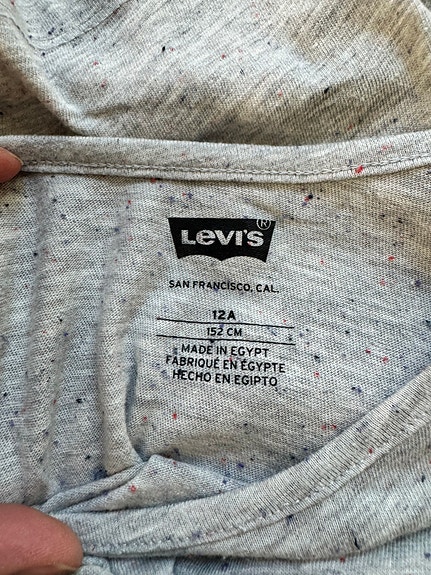 Levi's®
SAN FRANCISCO, CAL.
12A
152 CM
MADE IN EGYPT
FABRIQUÉ EN ÉGYPTE
HECHO EN EGIPTO